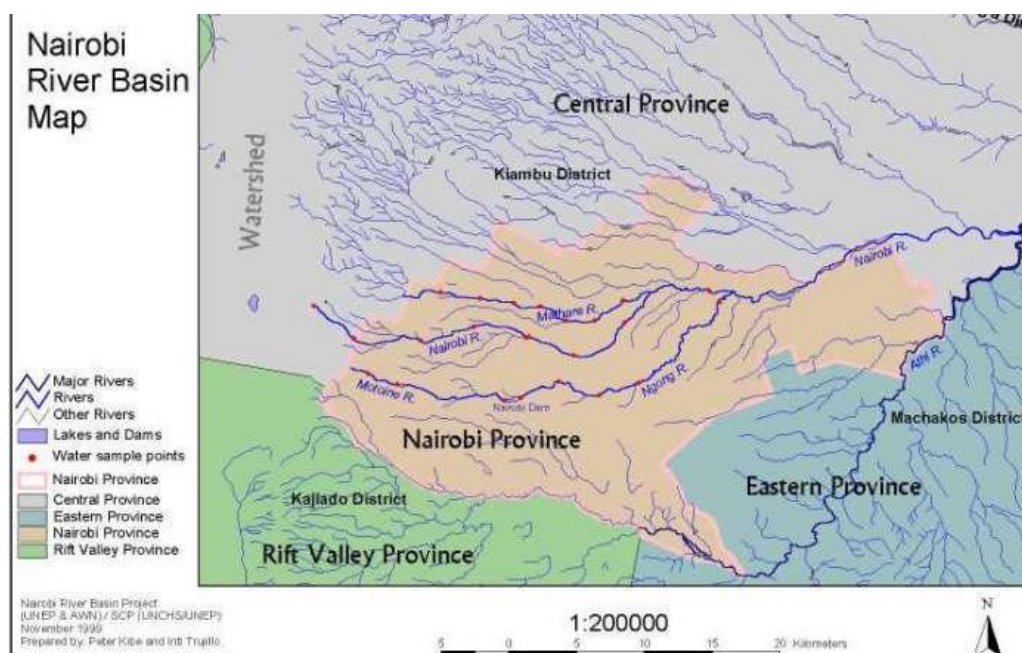 Nairobi
River Basin
Map
Central Province
Kiambu District
Watershed
Nairobi R.
Mathare R.
Nairobi R.
Motoine R.
Ngong R.
Nairobi Dam
Athi R.
Machakos District
Nairobi Province
Eastern Province
Kajiado District
Rift Valley Province
Major Rivers
Rivers
Other Rivers
Lakes and Dams
Water sample points
Nairobi Province
Central Province
Eastern Province
Nairobi Province
Rift Valley Province
Nairobi River Basin Project
(UNEP & AWN) / SCP (UNCHS/UNEP)
November 1999
Prepared by: Peter Kibe and Inti Trujillo
1:200000
5 0 5 10 15 20 Kilometers
N